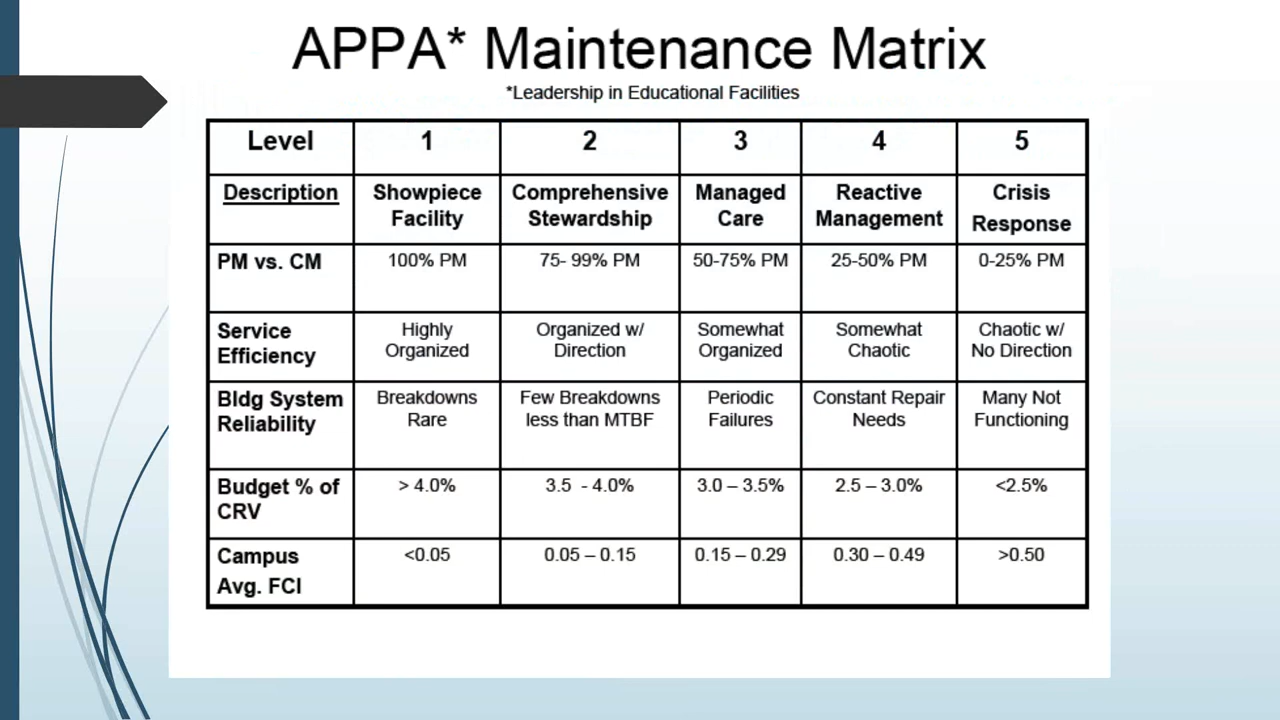 APPA* Maintenance Matrix
*Leadership in Educational Facilities
Level 1 2 3 4 5
Description Showpiece Comprehensive Managed Reactive Crisis
Facility Stewardship Care Management Response
PM vs. CM 100% PM 75- 99% PM 50-75% PM 25-50% PM 0-25% PM
Service Highly Organized w/ Somewhat Somewhat Chaotic w/
Efficiency Organized Direction Organized Chaotic No Direction
Bldg System Breakdowns Few Breakdowns Periodic Constant Repair Many Not
Reliability Rare less than MTBF Failures Needs Functioning
Budget % of > 4.0% 3.5 - 4.0% 3.0 – 3.5% 2.5 – 3.0% <2.5%
CRV
Campus <0.05 0.05 – 0.15 0.15 – 0.29 0.30 – 0.49 >0.50
Avg. FCI